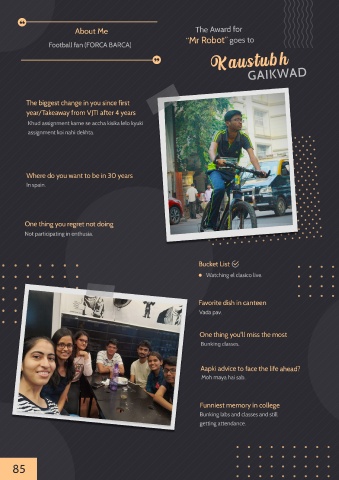 About Me
Football fan (FORCA BARCA)
The Award for
“Mr Robot” goes to
Kaustubh
GAIKWAD
The biggest change in you since first
year/Takeaway from VJTI after 4 years
Khud assignment karne se accha kisika lelo kyuki
assignment koi nahi dekhta.
Where do you want to be in 30 years
In spain.
One thing you regret not doing
Not participating in enthusia.
Bucket List
Watching el clasico live.
Favorite dish in canteen
Vada pav.
One thing you'll miss the most
Bunking classes.
Aapki advice to face the life ahead?
Moh maya hai sab.
Funniest memory in college
Bunking labs and classes and still
getting attendance.
85